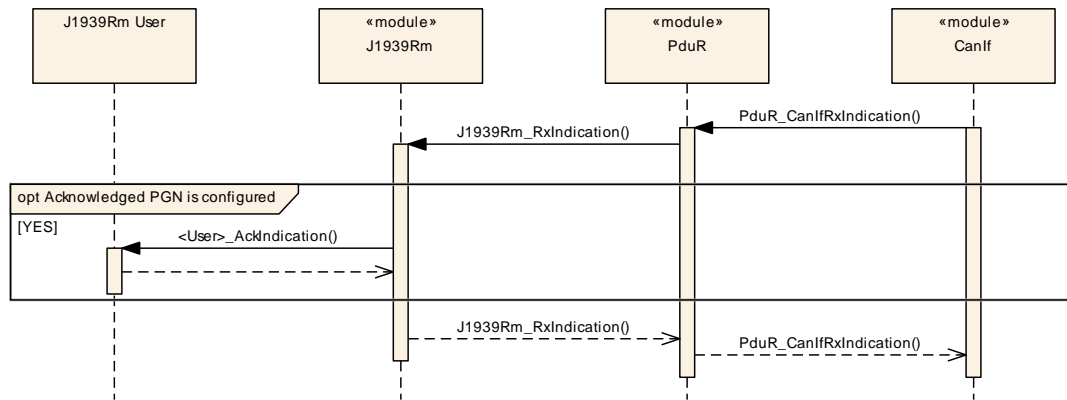 J1939Rm User
«module»
J1939Rm
«module»
PduR
«module»
CanIf
PduR_CanIfRxIndication()
J1939Rm_RxIndication()
opt Acknowledged PGN is configured
[YES]
<User>_AckIndication()
J1939Rm_RxIndication()
PduR_CanIfRxIndication()